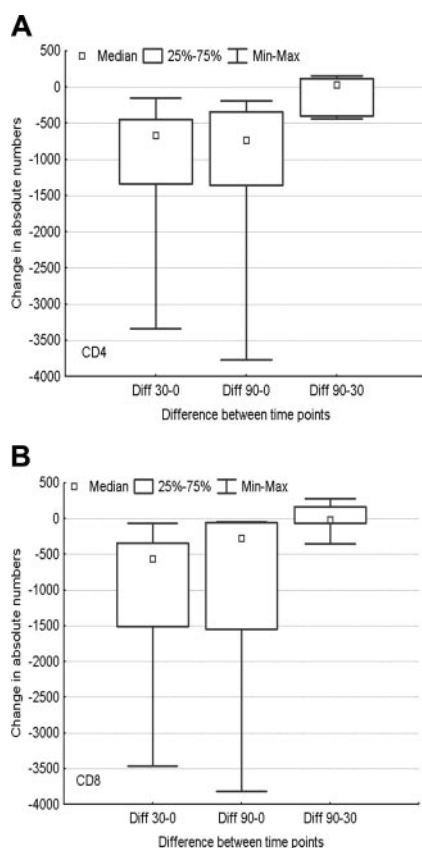 A
Median 25%-75% Min-Max
500
0
-500
-1000
-1500
-2000
-2500
-3000
-3500
-4000
Change in absolute numbers
CD4
Diff 30-0 Diff 90-0 Diff 90-30
Difference between time points
B
500
Median 25%-75% Min-Max
0
-500
-1000
-1500
-2000
-2500
-3000
-3500
-4000
Change in absolute numbers
CD8
Diff 30-0 Diff 90-0 Diff 90-30
Difference between time points